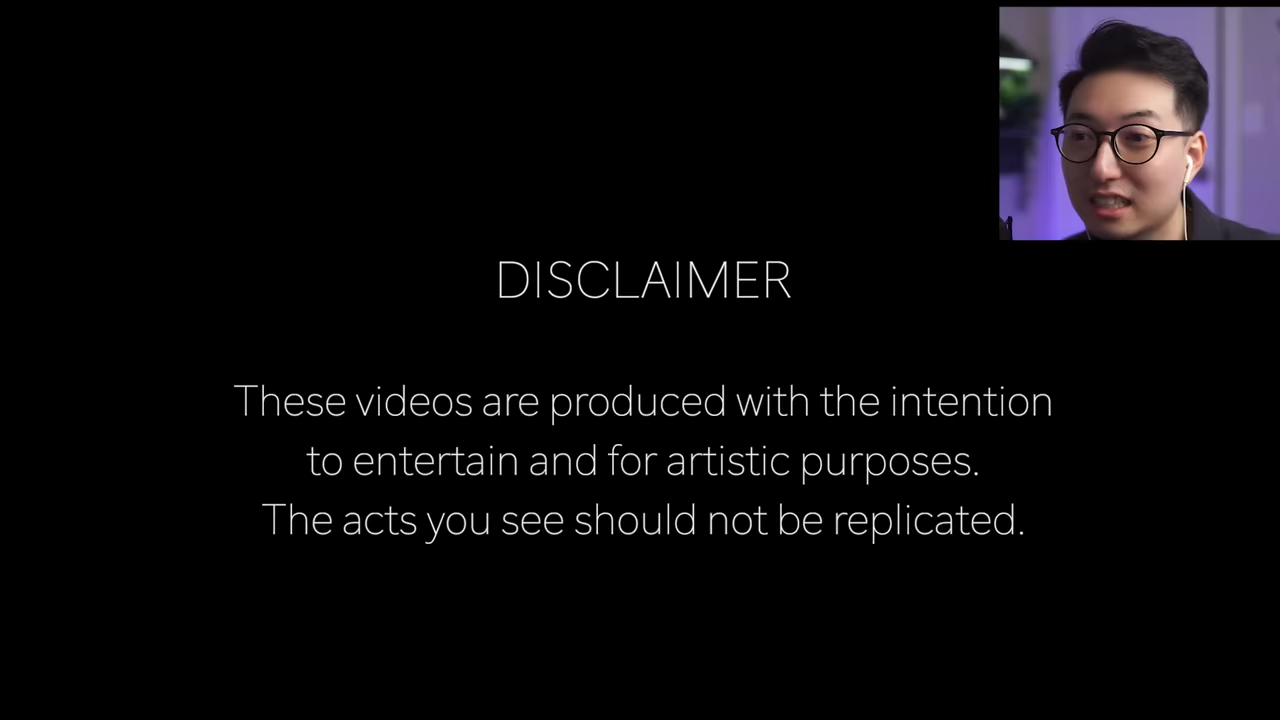 DISCLAIMER
These videos are produced with the intention
to entertain and for artistic purposes.
The acts you see should not be replicated.